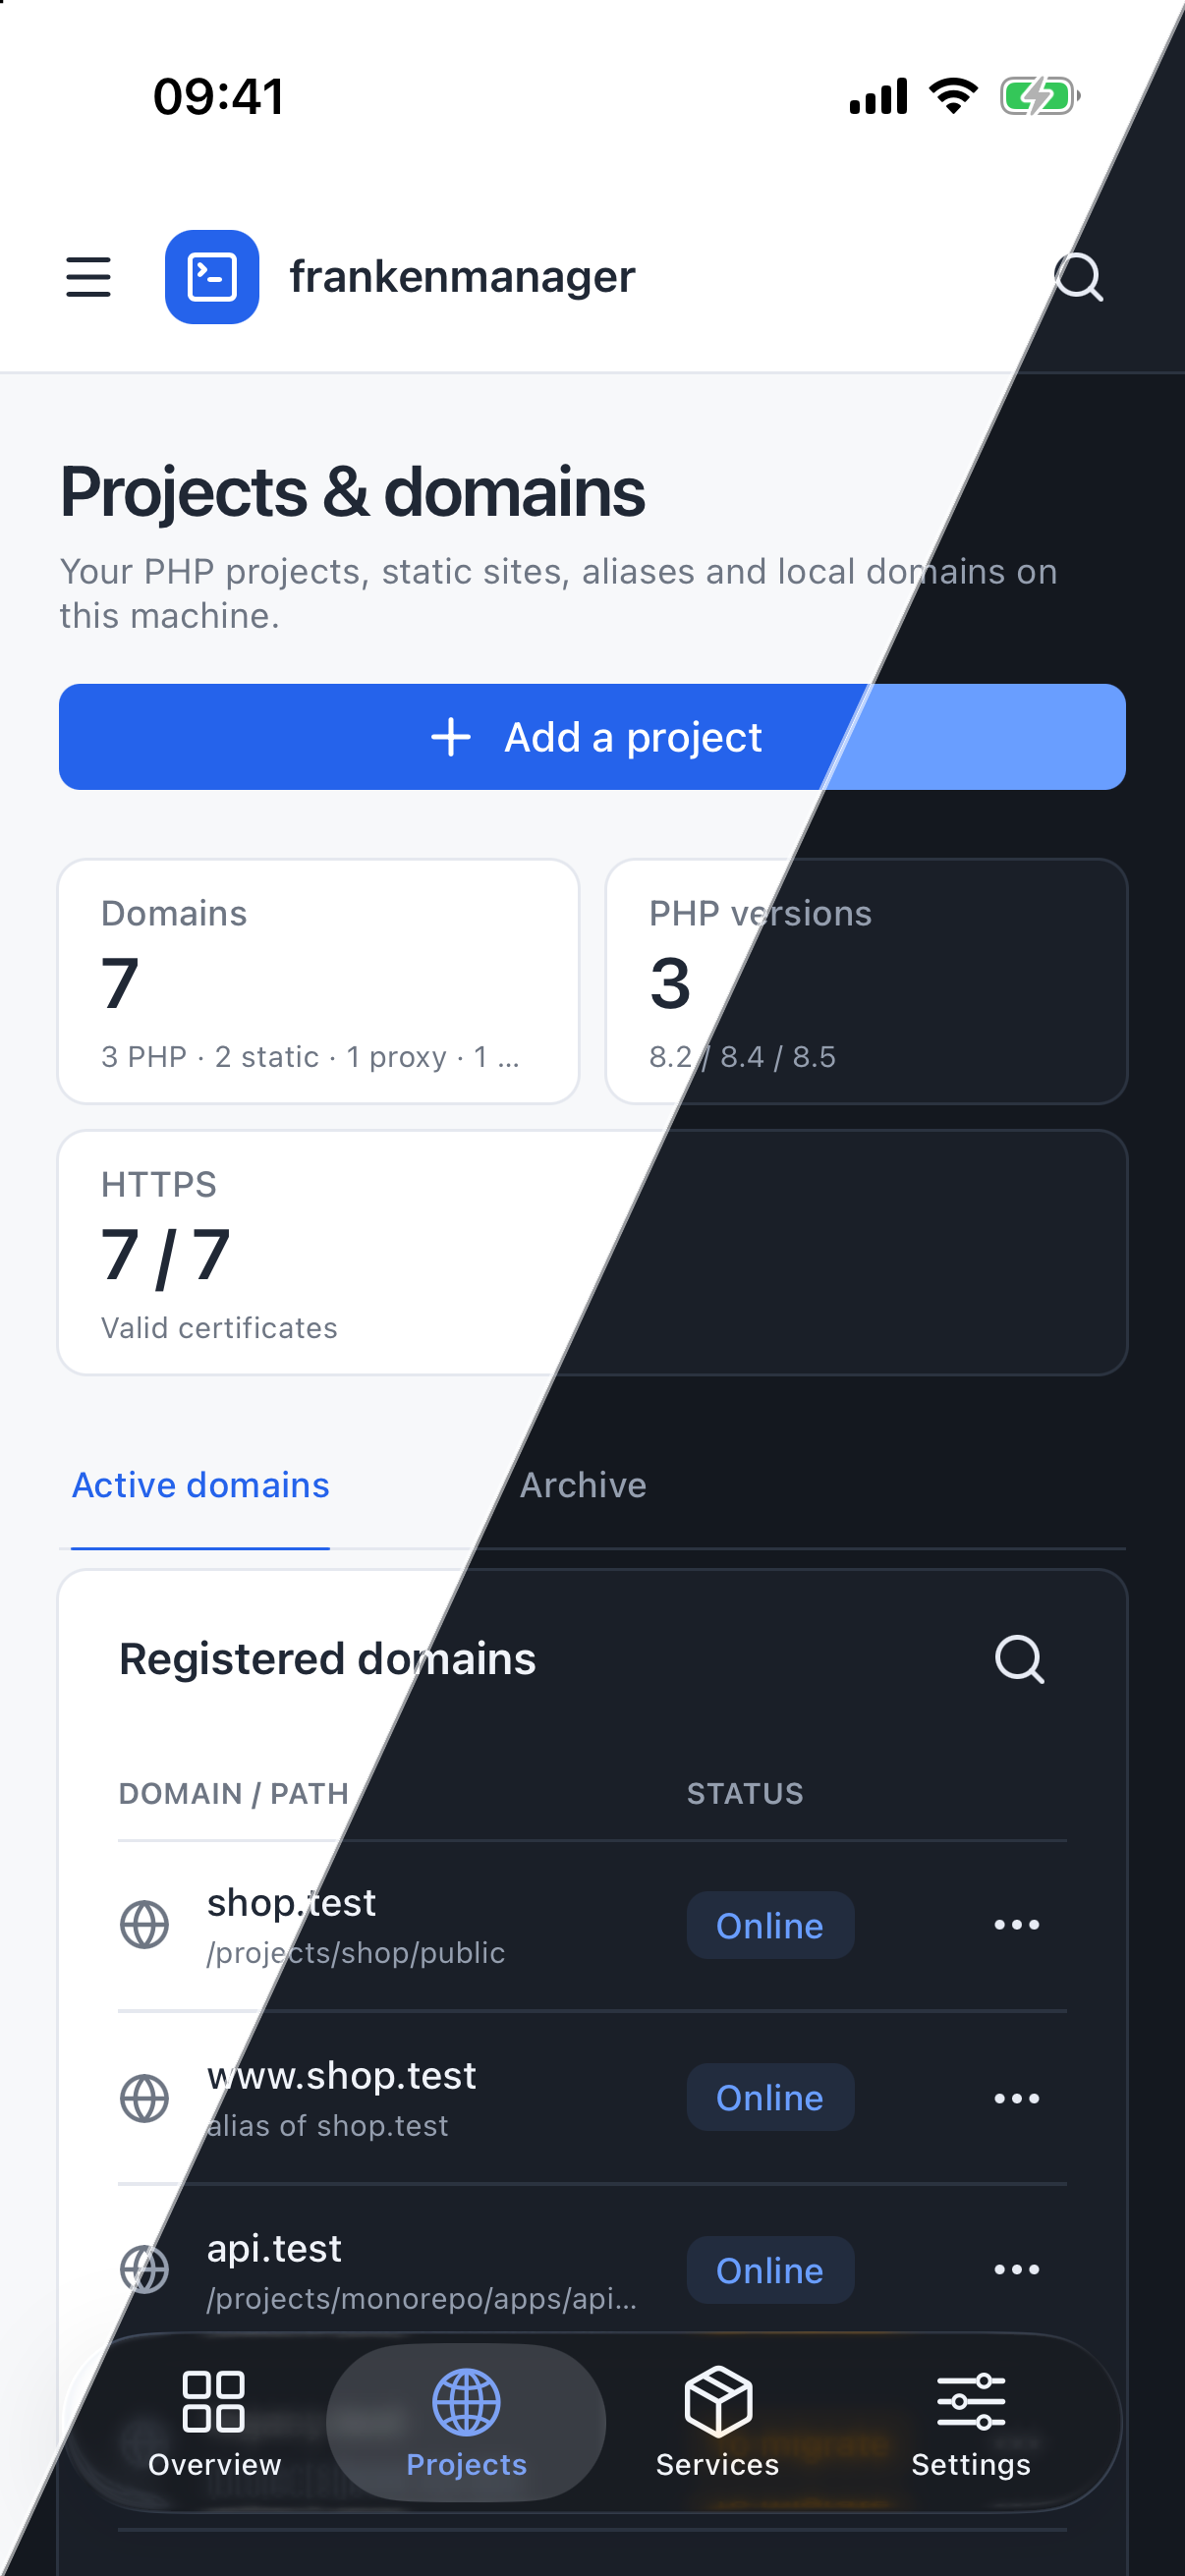 09:41
frankenmanager
Projects & domains
Your PHP projects, static sites, aliases and local domains on
this machine.
Add a project
Domains
7
3 PHP · 2 static · 1 proxy · 1 ...
PHP versions
3
8.2 / 8.4 / 8.5
HTTPS
7 / 7
Valid certificates
Active domains
Archive
Registered domains
DOMAIN / PATH
STATUS
shop.test
/projects/shop/public
Online
www.shop.test
alias of shop.test
Online
api.test
/projects/monorepo/apps/api...
Online
Overview
Projects
Services
Settings